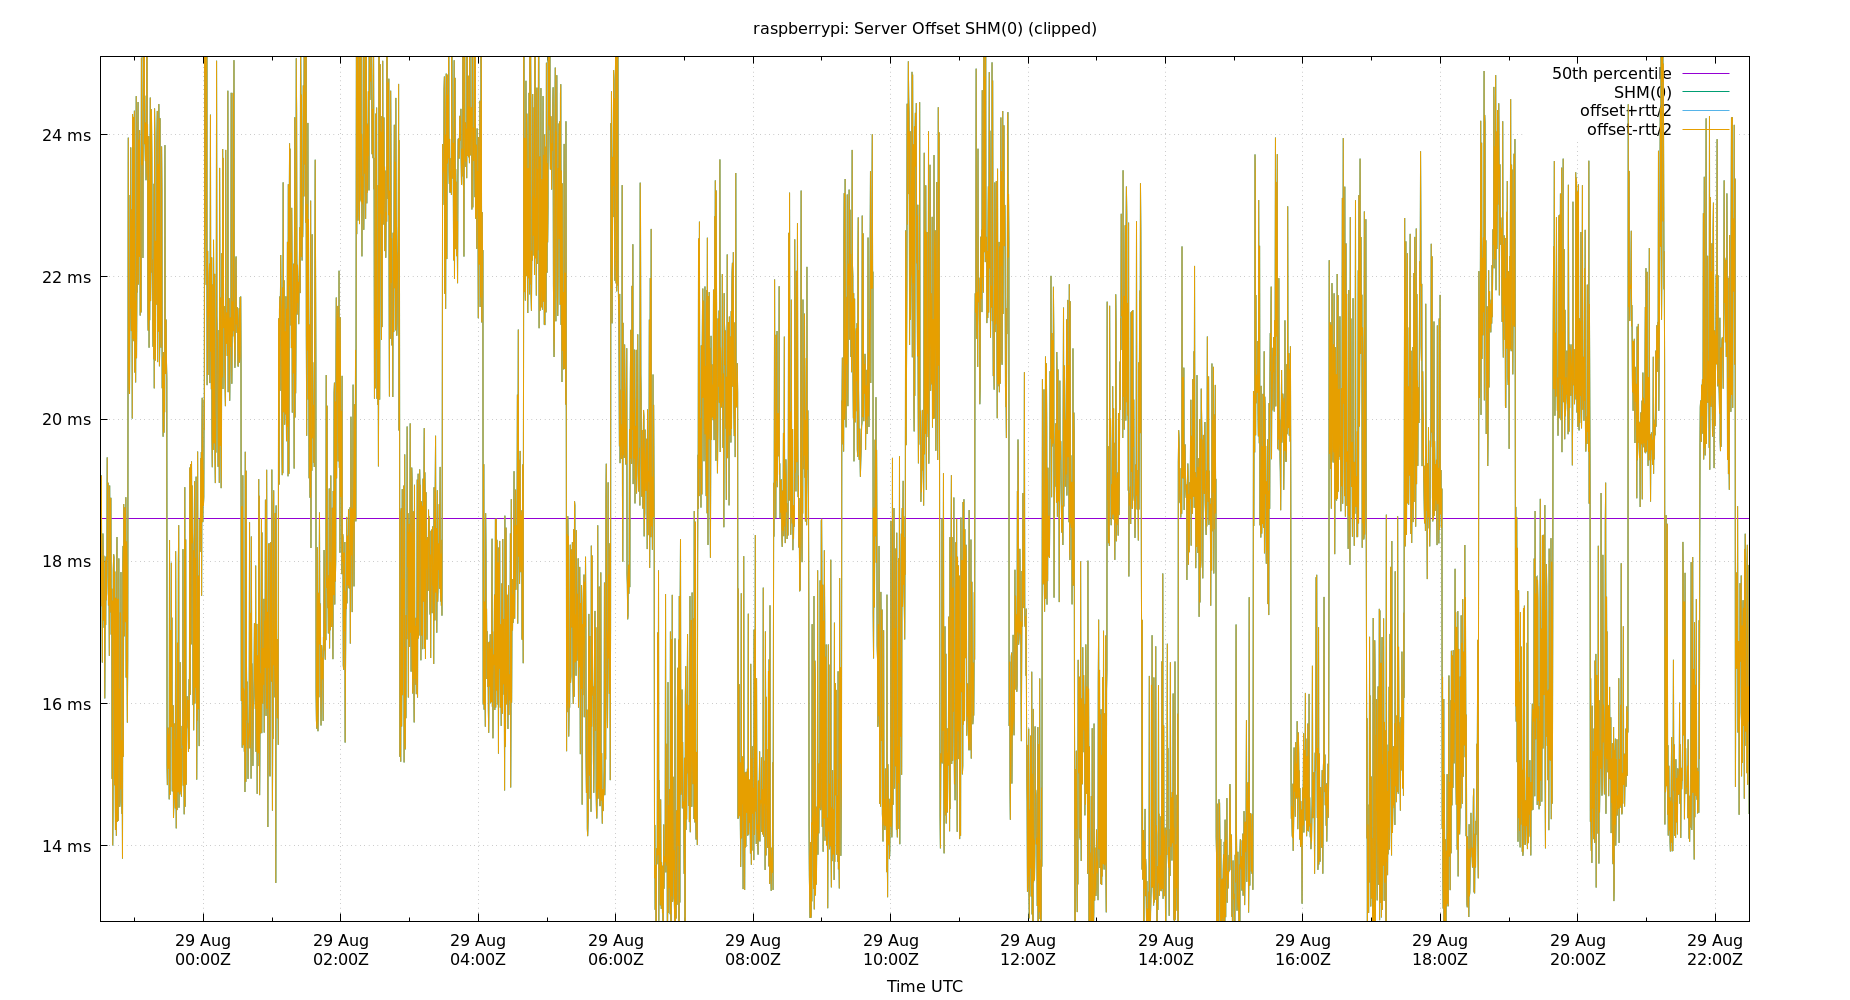 raspberrypi: Server Offset SHM(0) (clipped)
50th percentile
SHM(0)
offset+rtt/2
offset-rtt/2
24 ms
22 ms
20 ms
18 ms
16 ms
14 ms
29 Aug 29 Aug 29 Aug 29 Aug 29 Aug 29 Aug 29 Aug 29 Aug 29 Aug 29 Aug 29 Aug 29 Aug
00:00Z 02:00Z 04:00Z 06:00Z 08:00Z 10:00Z 12:00Z 14:00Z 16:00Z 18:00Z 20:00Z 22:00Z
Time UTC